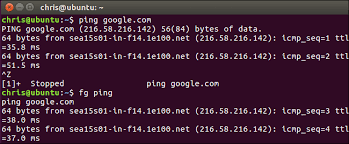 chris@ubuntu: ~
chris@ubuntu:~$ ping google.com
PING google.com (216.58.216.142) 56(84) bytes of data.
64 bytes from sea15s01-in-f14.1e100.net (216.58.216.142): icmp_seq=1 ttl
=35.8 ms
64 bytes from sea15s01-in-f14.1e100.net (216.58.216.142): icmp_seq=2 ttl
=51.5 ms
^Z
[1]+  Stopped                 ping google.com
chris@ubuntu:~$ fg ping
ping google.com
64 bytes from sea15s01-in-f14.1e100.net (216.58.216.142): icmp_seq=3 ttl
=38.0 ms
64 bytes from sea15s01-in-f14.1e100.net (216.58.216.142): icmp_seq=4 ttl
=37.0 ms